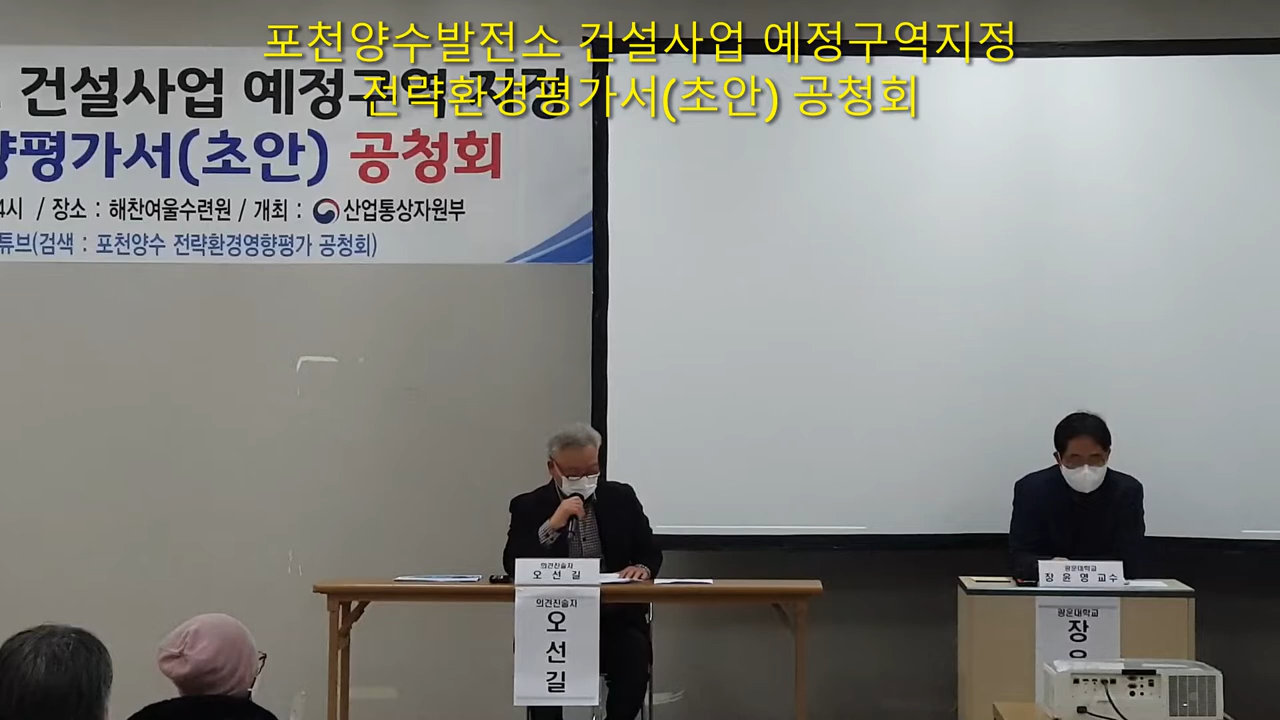 포천양수발전소 건설사업 예정구역지정
전략환경평가서(초안) 공청회
건설사업 예정구역 지정
향평가서(초안) 공청회
4시 / 장소 : 해찬여울수련원 / 개최 : 산업통상자원부
튜브(검색 : 포천양수 전략환경영향평가 공청회)
의견진술자
오 선 길
의견진술자
오
선
길
광운대학교
장 윤 영 교수
광운대학교
장